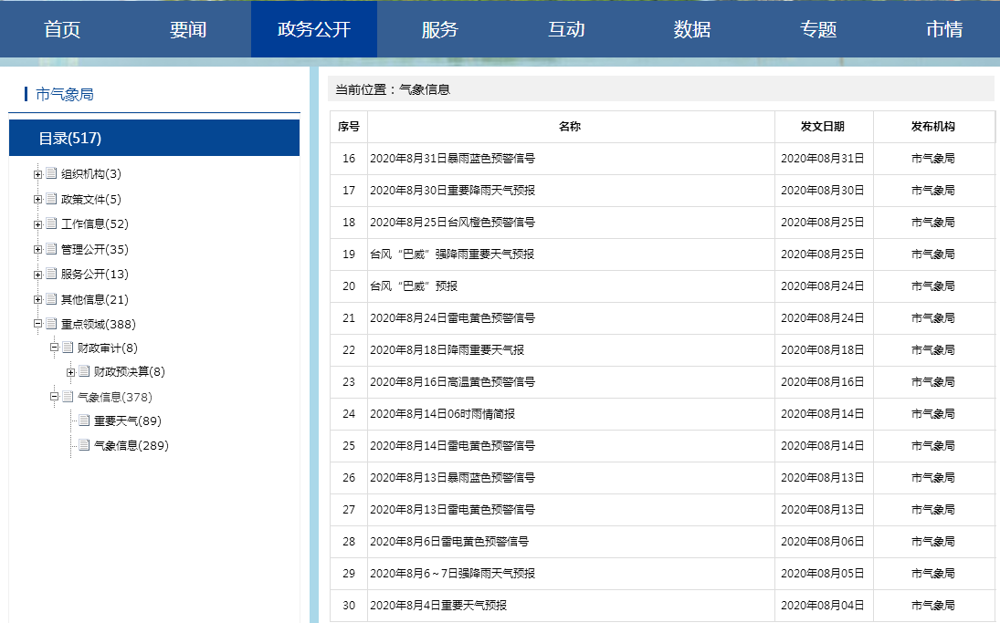 首页 要闻 政务公开 服务 互动 数据 专题 市情
市气象局
目录(517)
组织机构(3)
政策文件(5)
工作信息(52)
管理公开(35)
服务公开(13)
其他信息(21)
重点领域(388)
财政审计(8)
财政预决算(8)
气象信息(378)
重要天气(89)
气象信息(289)
当前位置：气象信息
序号 名称 发文日期 发布机构
16 2020年8月31日暴雨蓝色预警信号 2020年08月31日 市气象局
17 2020年8月30日重要降雨天气预报 2020年08月30日 市气象局
18 2020年8月25日台风橙色预警信号 2020年08月25日 市气象局
19 台风“巴威”强降雨重要天气预报 2020年08月25日 市气象局
20 台风“巴威”预报 2020年08月24日 市气象局
21 2020年8月24日雷电黄色预警信号 2020年08月24日 市气象局
22 2020年8月18日降雨重要天气报 2020年08月18日 市气象局
23 2020年8月16日高温黄色预警信号 2020年08月16日 市气象局
24 2020年8月14日06时雨情简报 2020年08月14日 市气象局
25 2020年8月14日雷电黄色预警信号 2020年08月14日 市气象局
26 2020年8月13日暴雨蓝色预警信号 2020年08月13日 市气象局
27 2020年8月13日雷电黄色预警信号 2020年08月13日 市气象局
28 2020年8月6日雷电黄色预警信号 2020年08月06日 市气象局
29 2020年8月6～7日强降雨天气预报 2020年08月05日 市气象局
30 2020年8月4日重要天气预报 2020年08月04日 市气象局